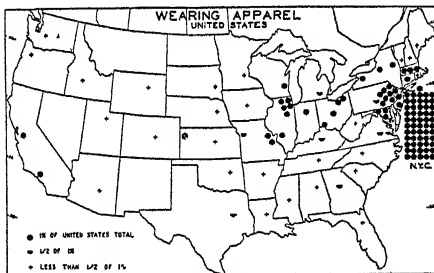 WEARING APPAREL
UNITED STATES
N.Y.C.
1% OF UNITED STATES TOTAL
1/2 OF 1%
LESS THAN 1/2 OF 1%